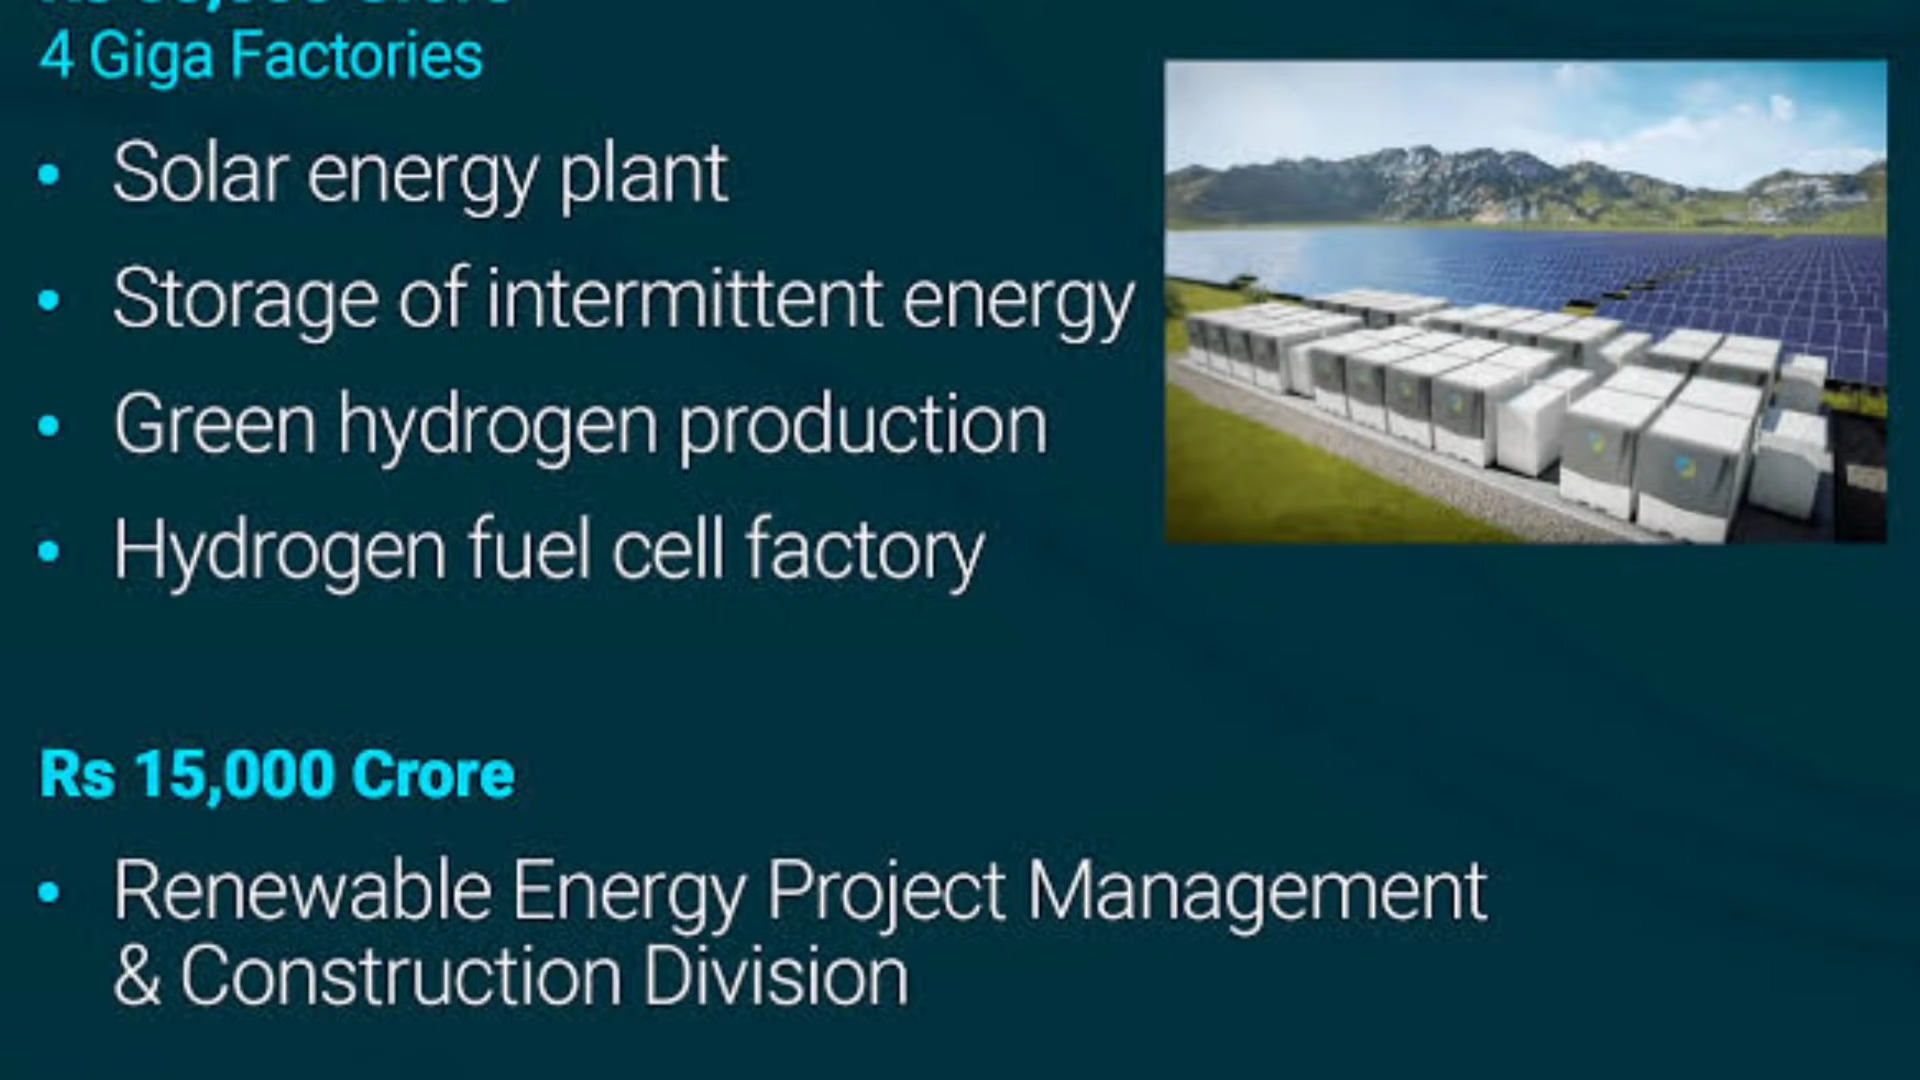 4 Giga Factories
• Solar energy plant
• Storage of intermittent energy
• Green hydrogen production
• Hydrogen fuel cell factory
Rs 15,000 Crore
• Renewable Energy Project Management
& Construction Division